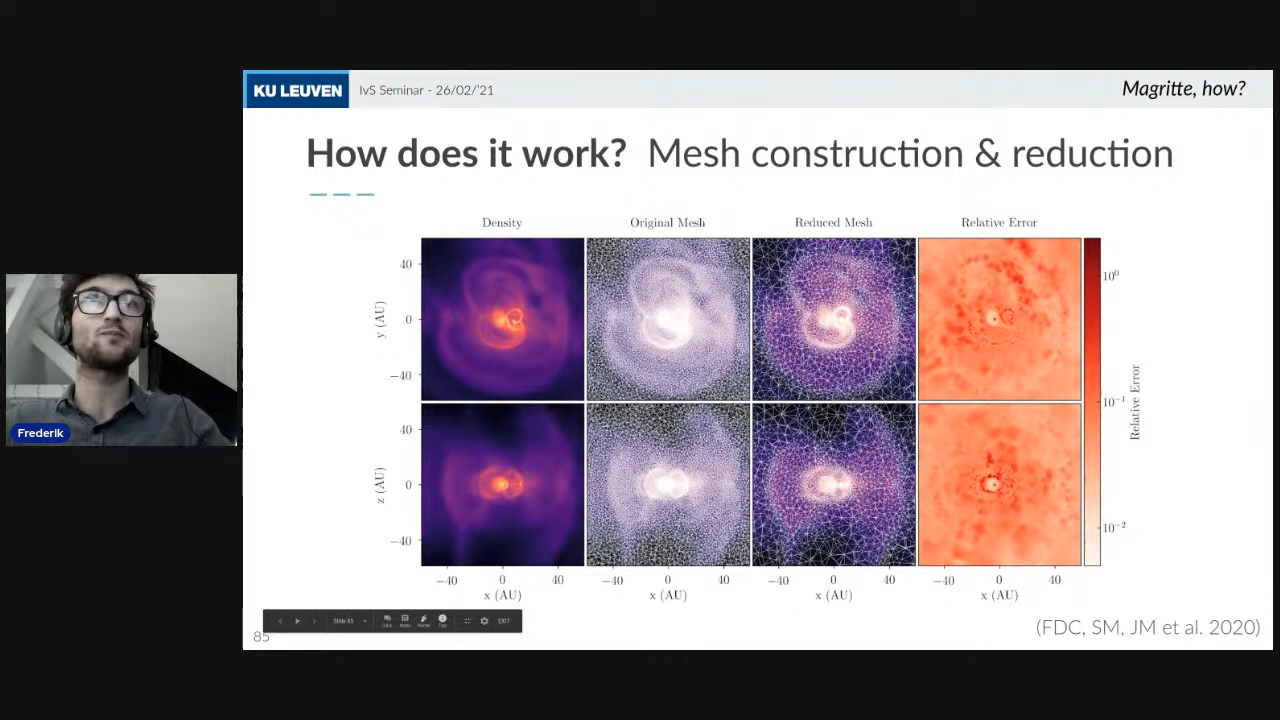 KU LEUVEN
IvS Seminar - 26/02/'21
Magritte, how?
How does it work? Mesh construction & reduction
Density
Original Mesh
Reduced Mesh
Relative Error
40
0
−40
y (AU)
40
0
−40
z (AU)
−40 0 40
x (AU)
−40 0 40
x (AU)
−40 0 40
x (AU)
−40 0 40
x (AU)
10⁰
10⁻¹
10⁻²
Relative Error
Frederik
Slide 85
EXIT
85
(FDC, SM, JM et al. 2020)